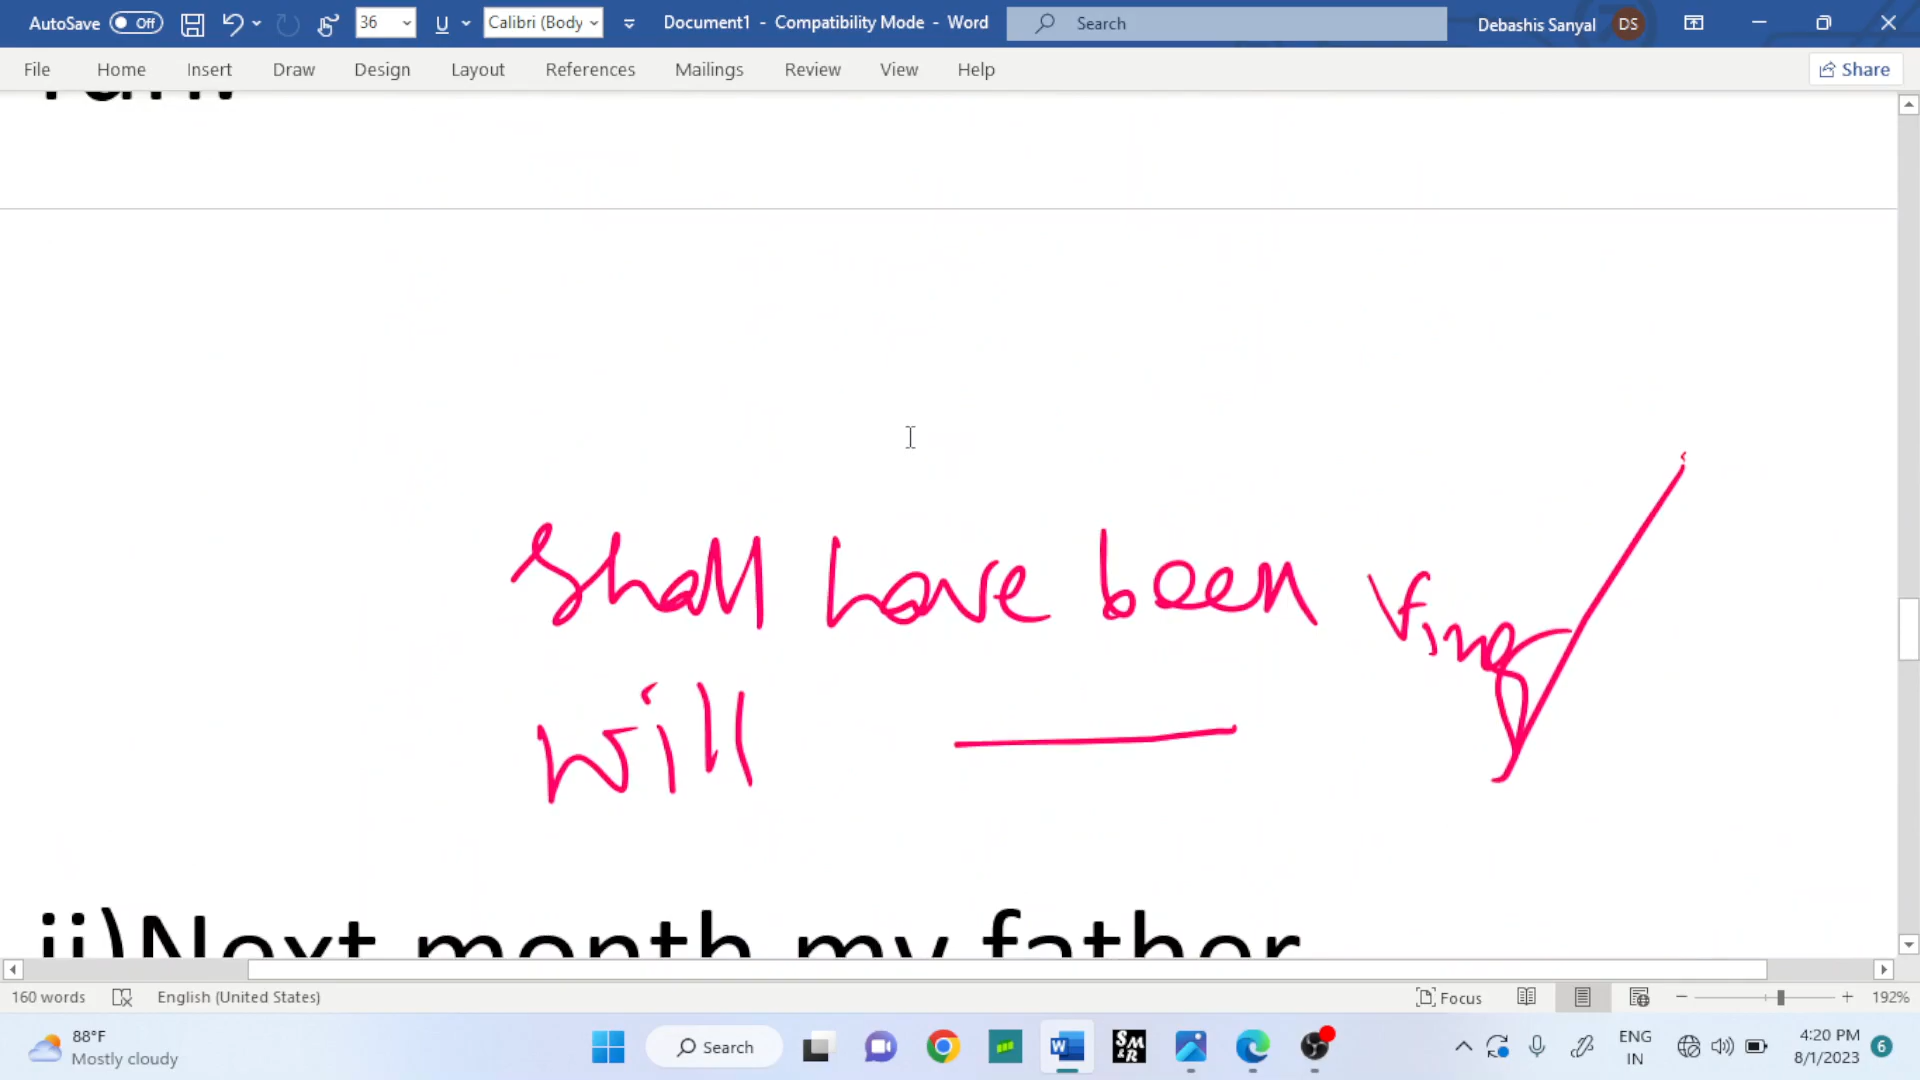 AutoSave Off 36 U Calibri (Body Document1 - Compatibility Mode - Word Search Debashis Sanyal DS
File Home Insert Draw Design Layout References Mailings Review View Help Share
shall have been Ving
will
ii)Next month my father
160 words English (United States) Focus 192%
88°F
Mostly cloudy
Search
SM
&R
ENG
IN
4:20 PM
8/1/2023
6